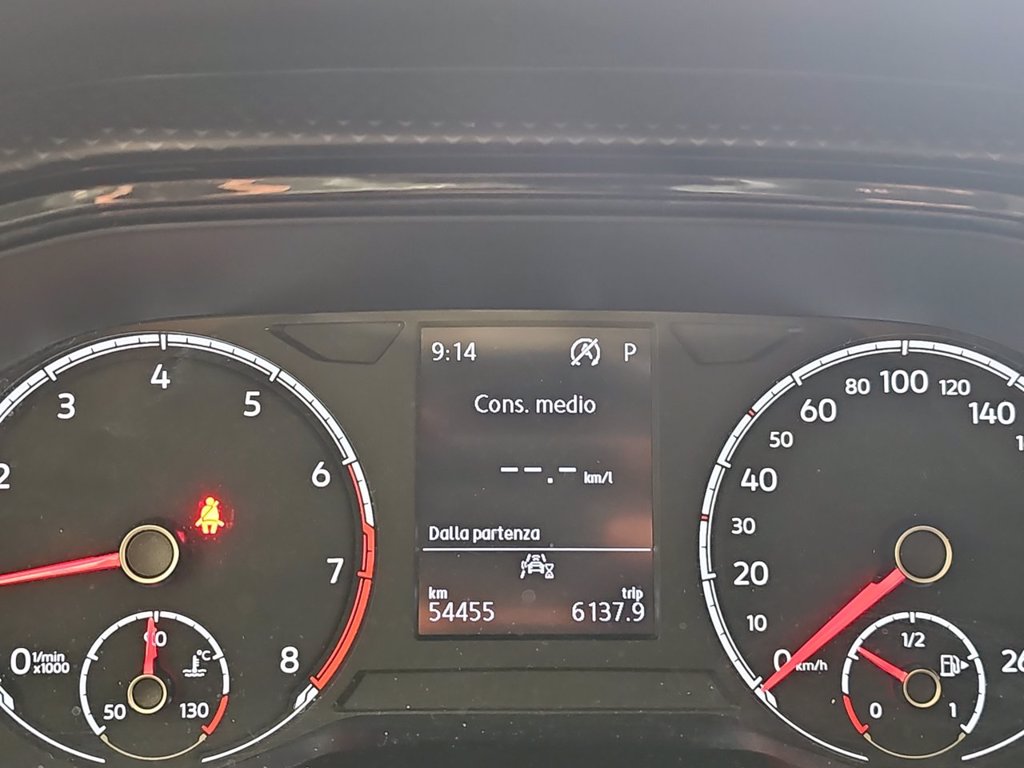 9:14 P
Cons. medio
--.- km/l
Dalla partenza
km trip
54455 6137.9
2 3 4 5 6 7 8
0 1/min x1000
50 90 130 °C
0 10 20 30 40 50 60 80 100 120 140
km/h
0 1/2 1